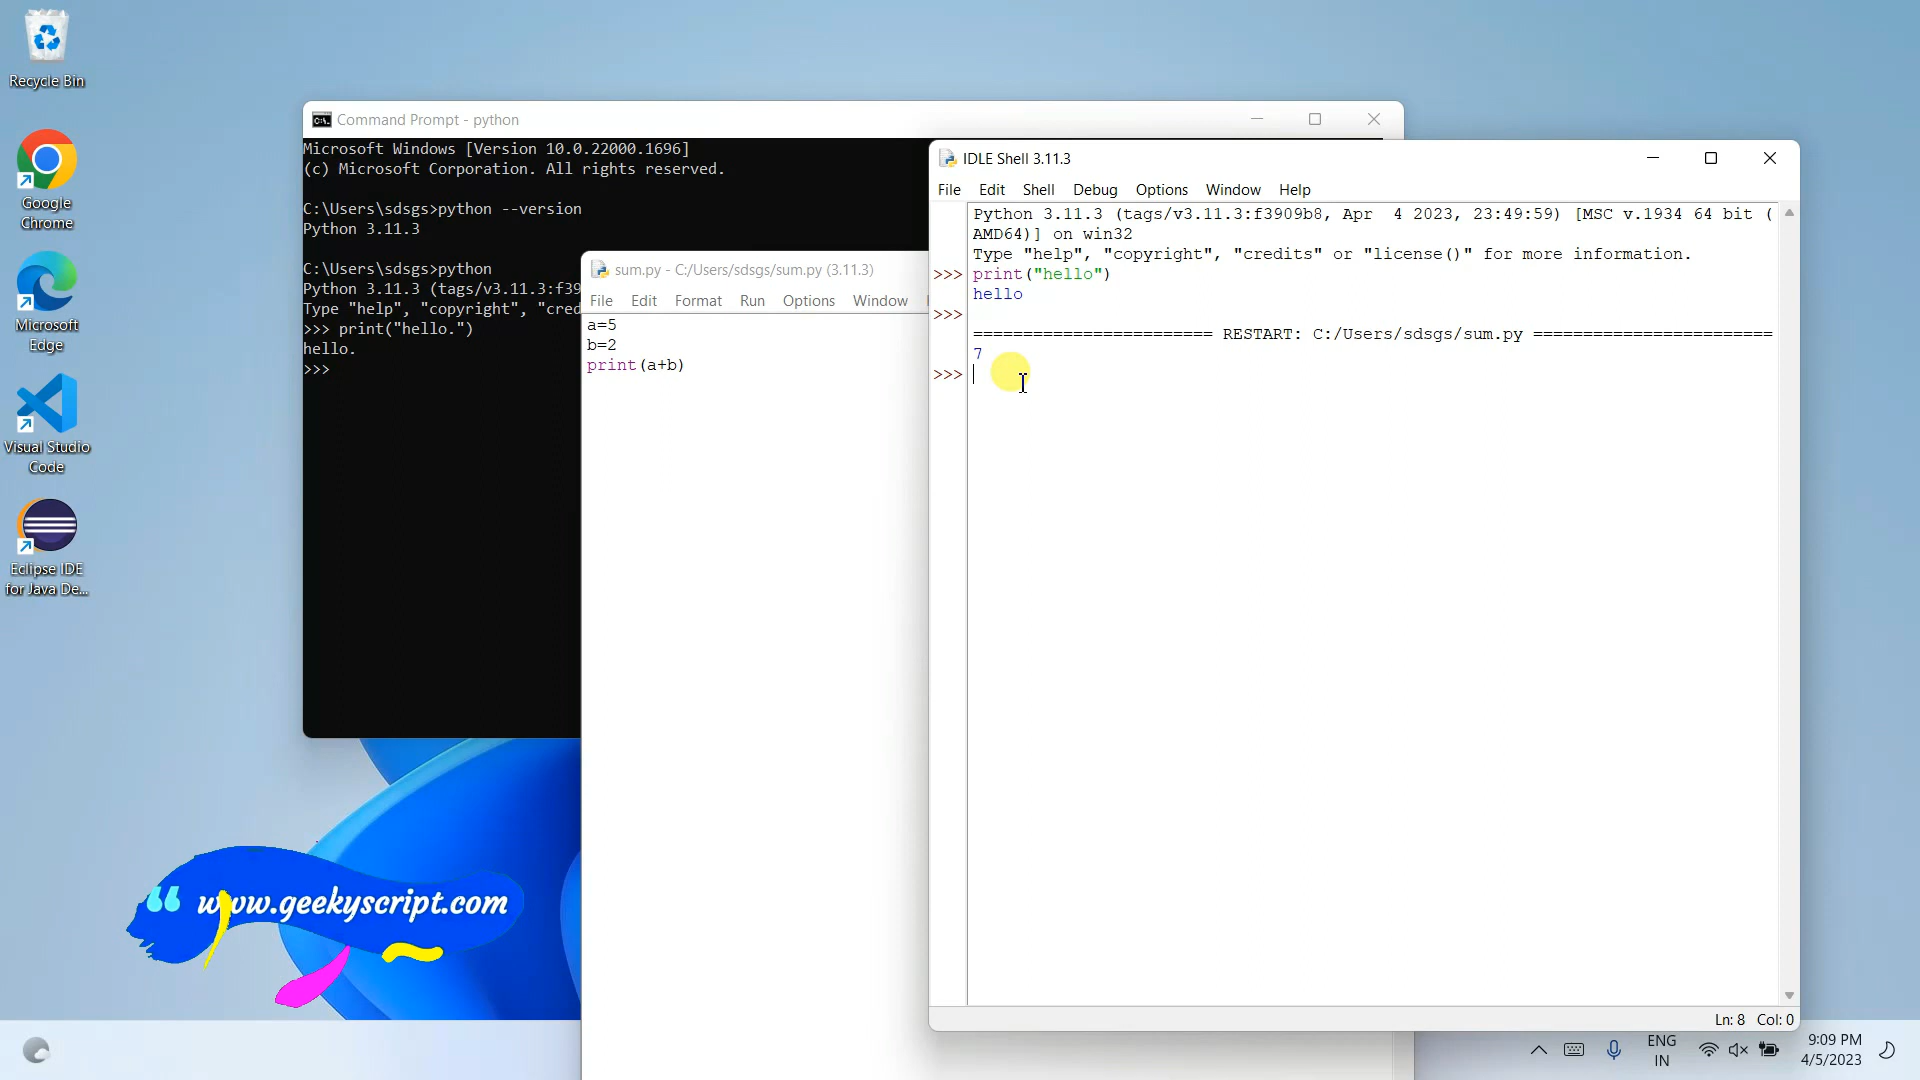 Recycle Bin
Google
Chrome
Microsoft
Edge
Visual Studio
Code
Eclipse IDE
for Java De...
Command Prompt - python
Microsoft Windows [Version 10.0.22000.1696]
(c) Microsoft Corporation. All rights reserved.
C:\Users\sdsgs>python --version
Python 3.11.3
C:\Users\sdsgs>python
Python 3.11.3 (tags/v3.11.3:f39
Type "help", "copyright", "cred
>>> print("hello.")
hello.
>>>
sum.py - C:/Users/sdsgs/sum.py (3.11.3)
File Edit Format Run Options Window
a=5
b=2
print(a+b)
IDLE Shell 3.11.3
File Edit Shell Debug Options Window Help
Python 3.11.3 (tags/v3.11.3:f3909b8, Apr  4 2023, 23:49:59) [MSC v.1934 64 bit (
AMD64)] on win32
Type "help", "copyright", "credits" or "license()" for more information.
>>> print("hello")
hello
>>>
======================== RESTART: C:/Users/sdsgs/sum.py ========================
7
>>>
Ln: 8 Col: 0
www.geekyscript.com
ENG
IN
9:09 PM
4/5/2023